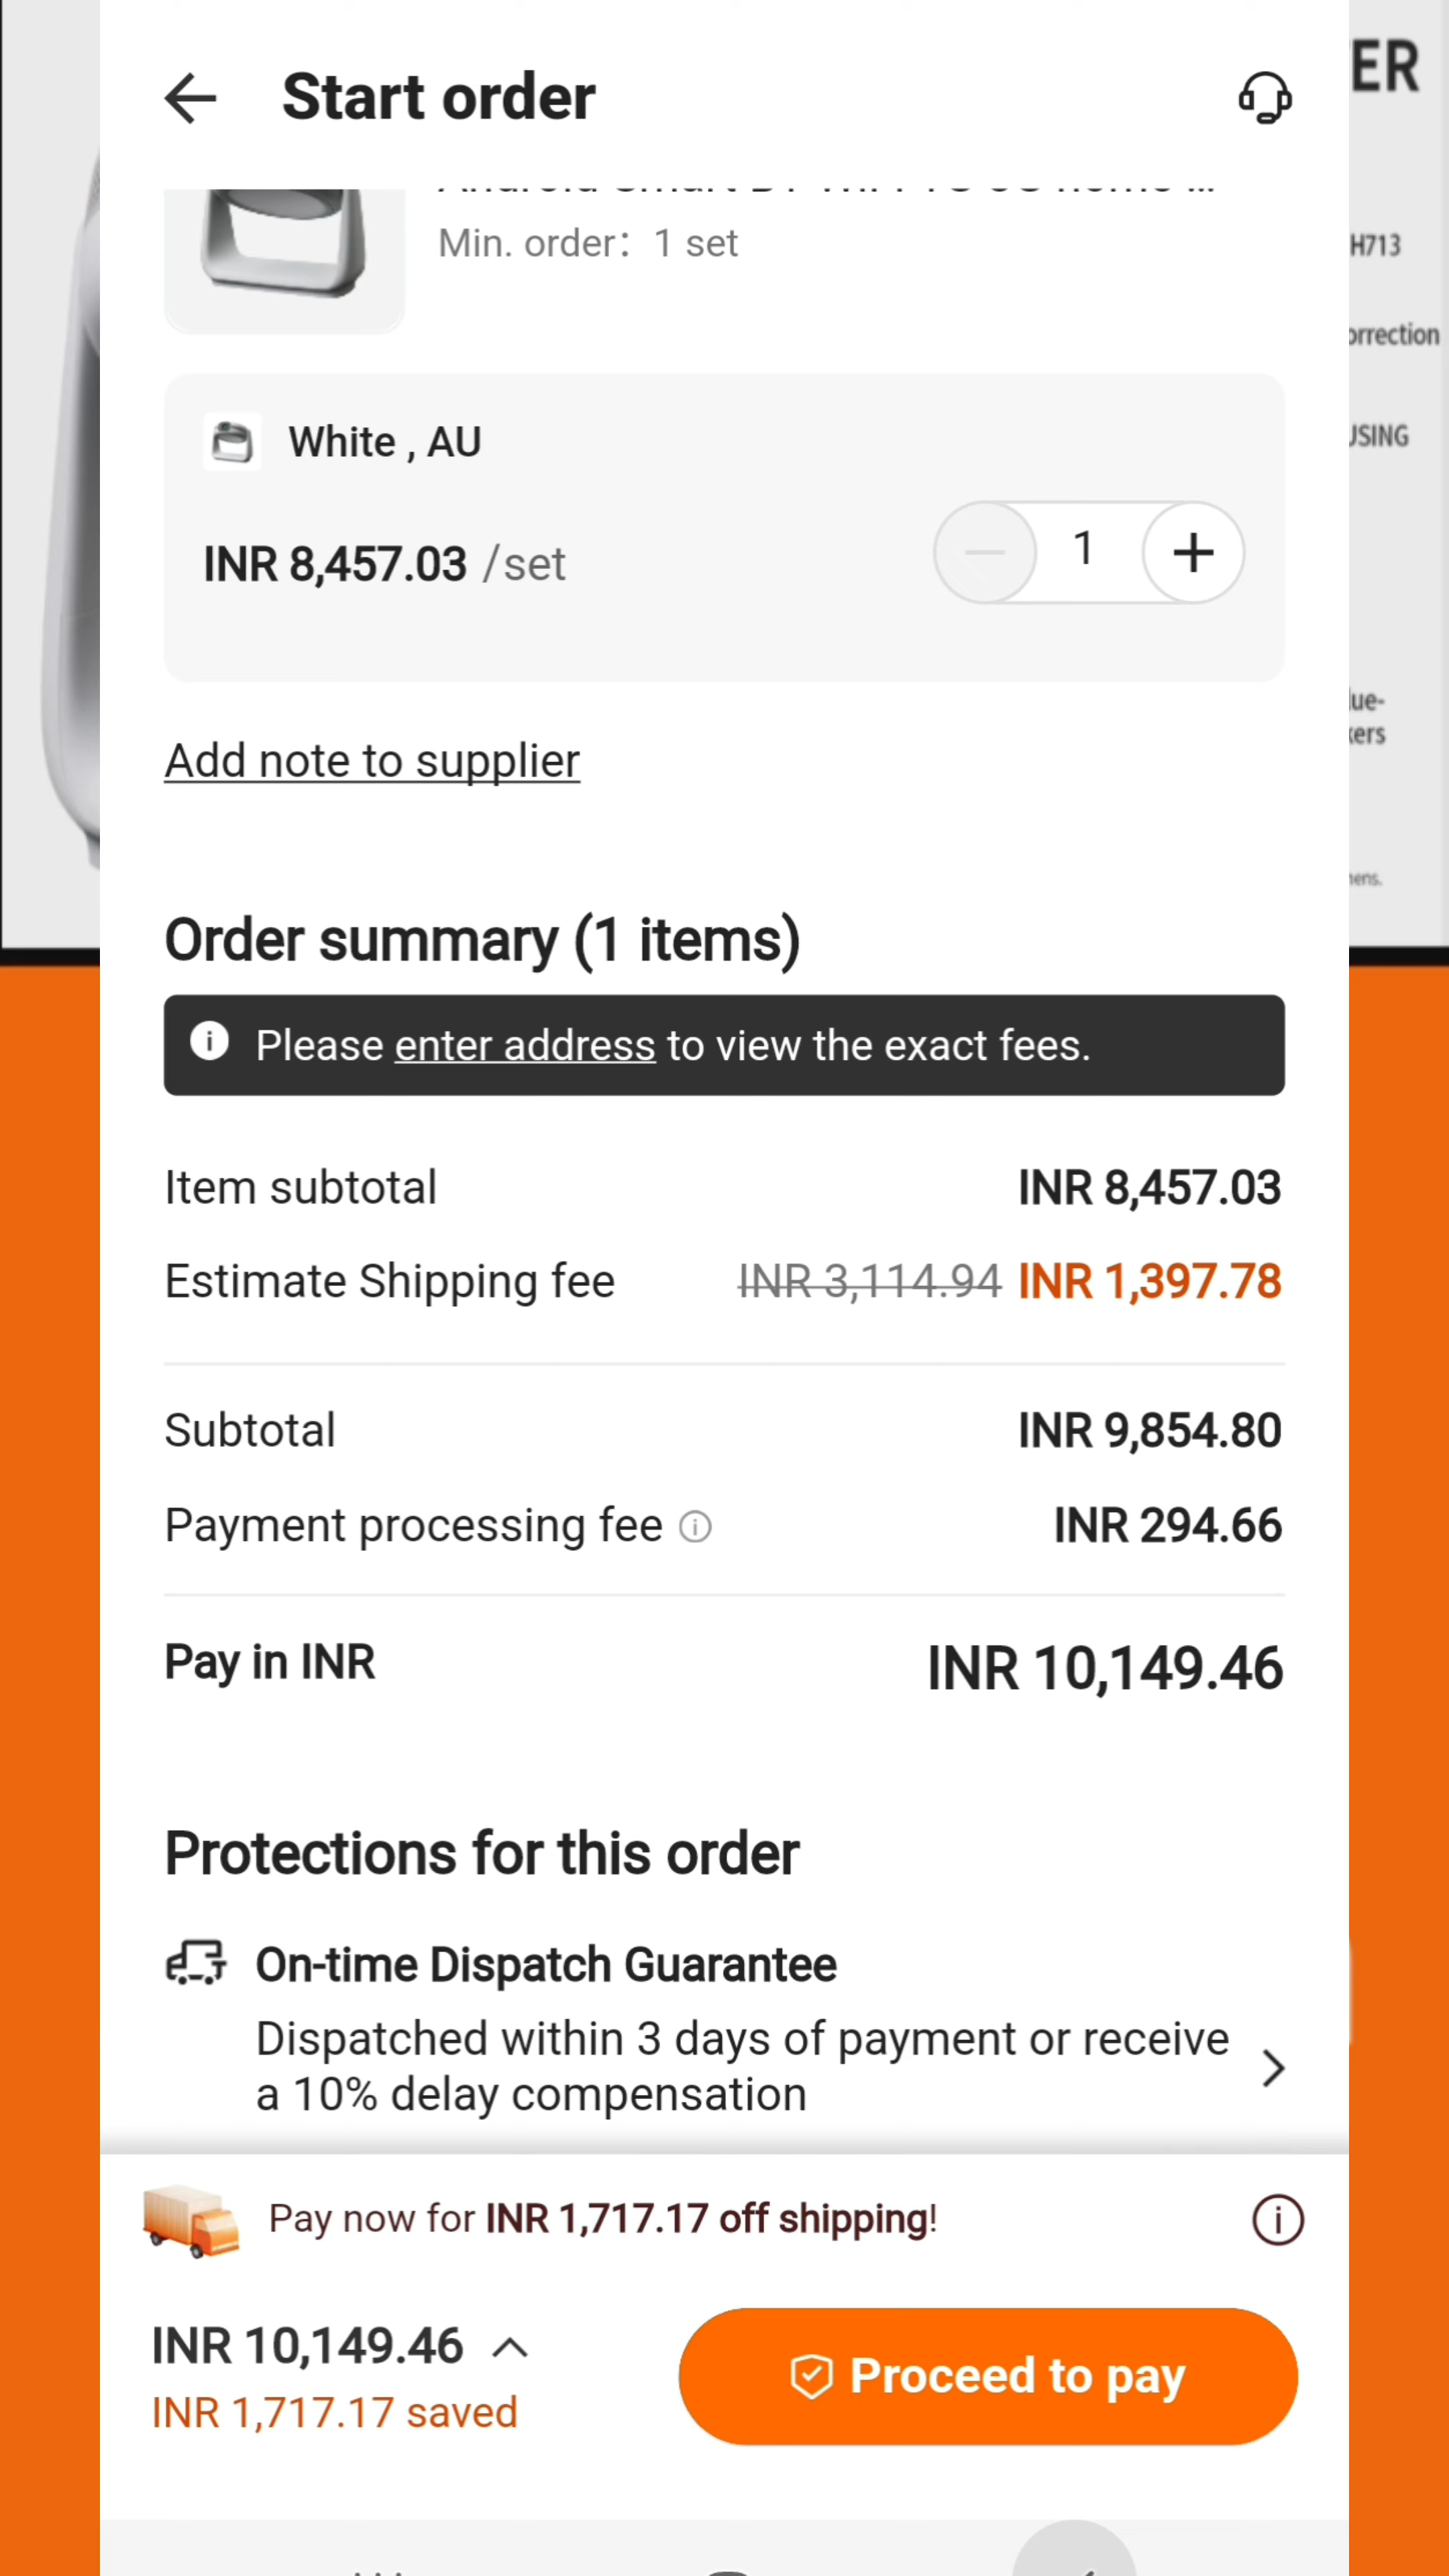 Start order
ER
Min. order: 1 set
H713
orrection
White , AU
USING
INR 8,457.03 /set
1
lue-
kers
Add note to supplier
Order summary (1 items)
Please enter address to view the exact fees.
Item subtotal INR 8,457.03
Estimate Shipping fee INR 3,114.94 INR 1,397.78
Subtotal INR 9,854.80
Payment processing fee INR 294.66
Pay in INR INR 10,149.46
Protections for this order
On-time Dispatch Guarantee
Dispatched within 3 days of payment or receive
a 10% delay compensation
Pay now for INR 1,717.17 off shipping!
INR 10,149.46
Proceed to pay
INR 1,717.17 saved